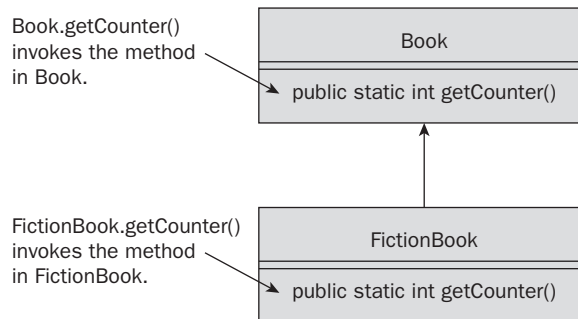 Book.getCounter()
invokes the method
in Book.
Book
public static int getCounter()
FictionBook.getCounter()
invokes the method
in FictionBook.
FictionBook
public static int getCounter()